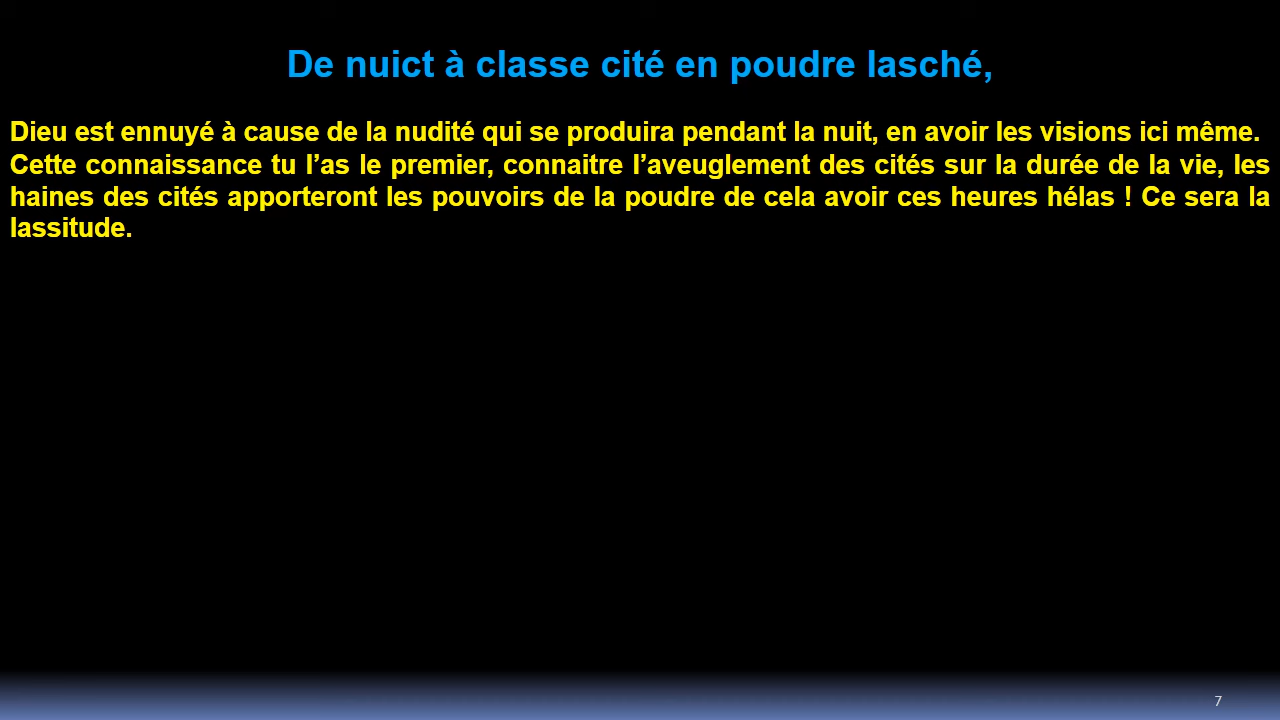 De nuict à classe cité en poudre lasché,
Dieu est ennuyé à cause de la nudité qui se produira pendant la nuit, en avoir les visions ici même.
Cette connaissance tu l’as le premier, connaitre l’aveuglement des cités sur la durée de la vie, les
haines des cités apporteront les pouvoirs de la poudre de cela avoir ces heures hélas ! Ce sera la
lassitude.
7